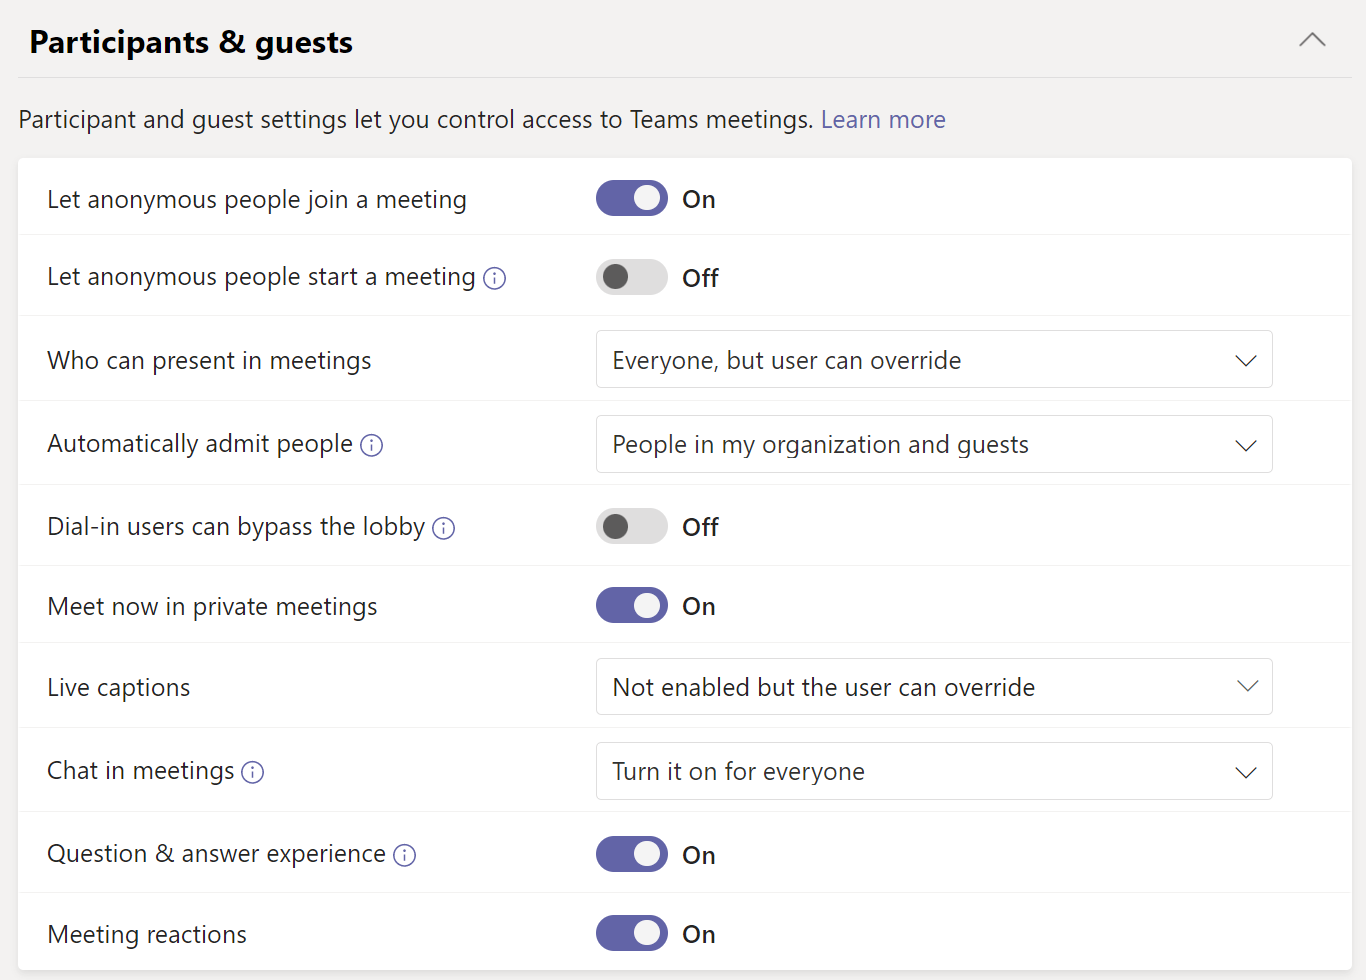 Participants & guests
Participant and guest settings let you control access to Teams meetings. Learn more
Let anonymous people join a meeting On
Let anonymous people start a meeting Off
Who can present in meetings Everyone, but user can override
Automatically admit people People in my organization and guests
Dial-in users can bypass the lobby Off
Meet now in private meetings On
Live captions Not enabled but the user can override
Chat in meetings Turn it on for everyone
Question & answer experience On
Meeting reactions On